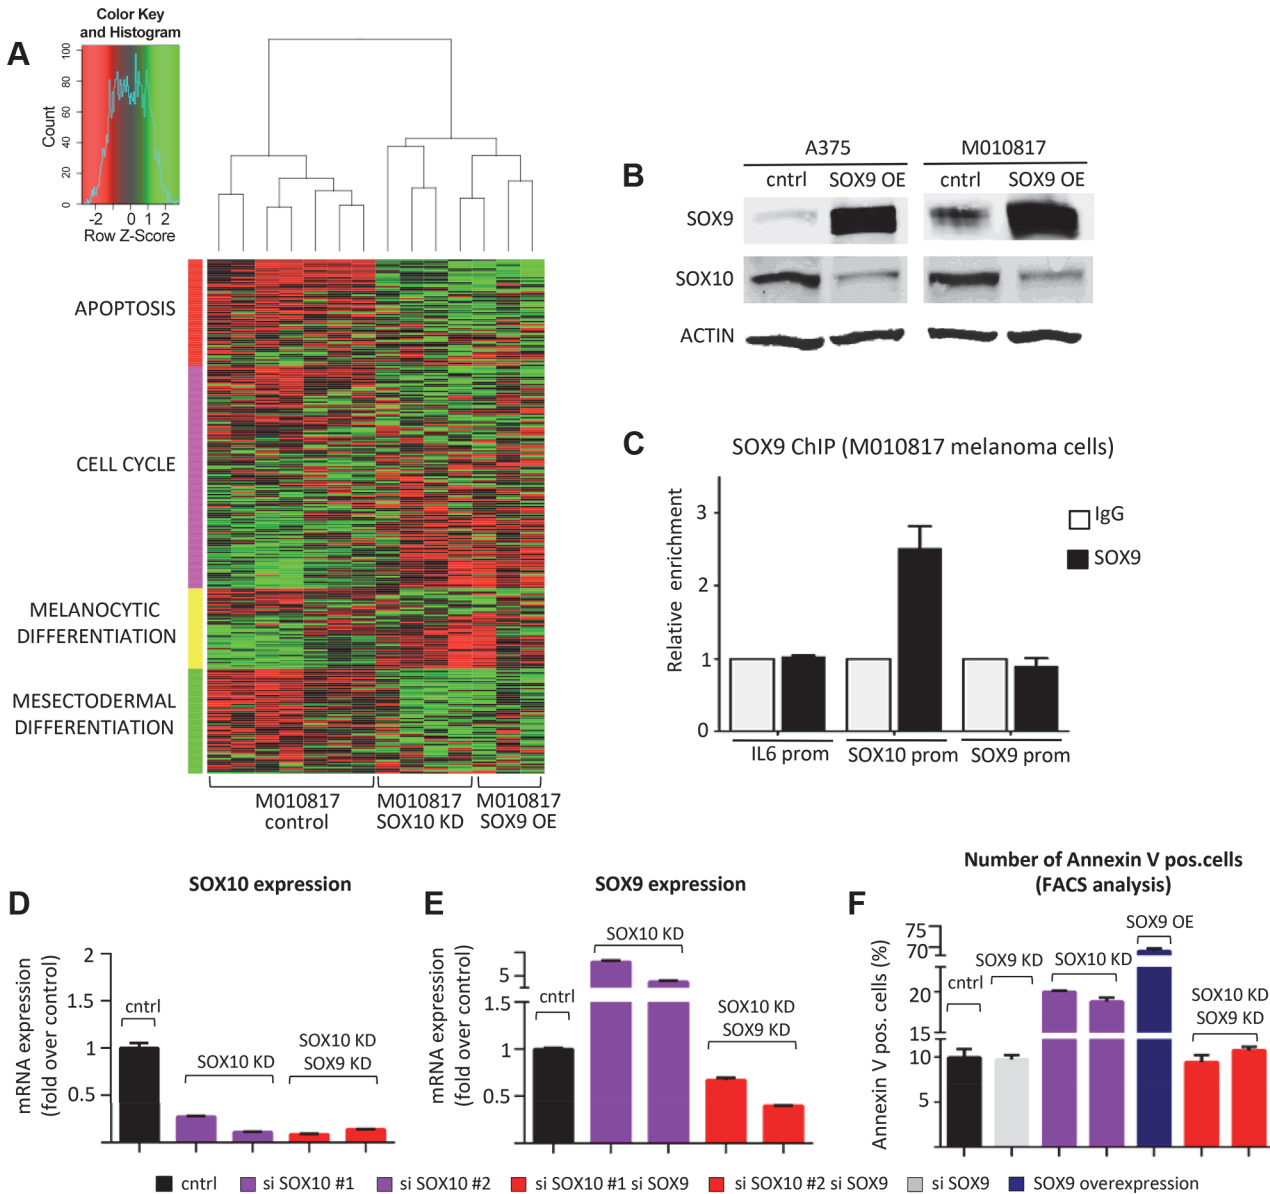 A
Color Key
and Histogram
Count
0 20 40 60 80 100
-2 0 1 2
Row Z-Score
APOPTOSIS
CELL CYCLE
MELANOCYTIC
DIFFERENTIATION
MESECTODERMAL
DIFFERENTIATION
M010817
control
M010817
SOX10 KD
M010817
SOX9 OE
B
A375 M010817
cntrl SOX9 OE cntrl SOX9 OE
SOX9
SOX10
ACTIN
C
SOX9 ChIP (M010817 melanoma cells)
Relative enrichment
3
2
1
0
IgG
SOX9
IL6 prom SOX10 prom SOX9 prom
D
SOX10 expression
mRNA expression
(fold over control)
2
1.5
1
0.5
cntrl
SOX10 KD
SOX10 KD
SOX9 KD
E
SOX9 expression
mRNA expression
(fold over control)
5
1.5
1
0.5
cntrl
SOX10 KD
SOX10 KD
SOX9 KD
F
Number of Annexin V pos.cells
(FACS analysis)
Annexin V pos. cells (%)
75
70
20
15
15
10
5
cntrl
SOX9 KD
SOX10 KD
SOX9 OE
SOX10 KD
SOX9 KD
cntrl si SOX10 #1 si SOX10 #2 si SOX10 #1 si SOX9 si SOX10 #2 si SOX9 si SOX9 SOX9 overexpression